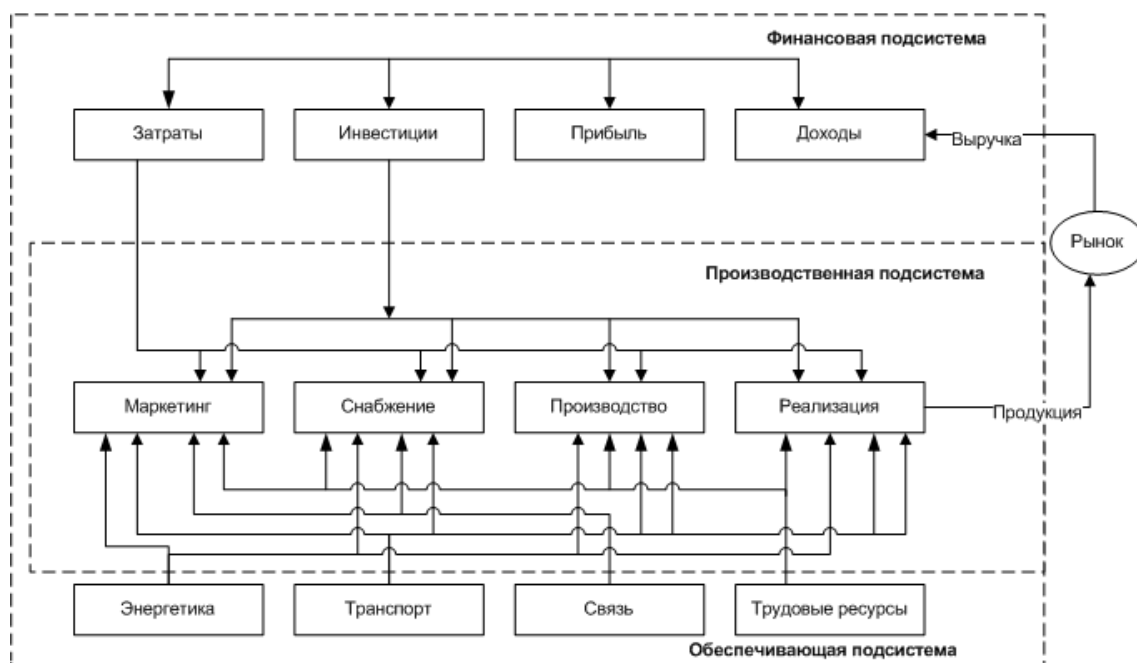 Финансовая подсистема
Затраты
Инвестиции
Прибыль
Доходы
Выручка
Рынок
Производственная подсистема
Маркетинг
Снабжение
Производство
Реализация
Продукция
Энергетика
Транспорт
Связь
Трудовые ресурсы
Обеспечивающая подсистема